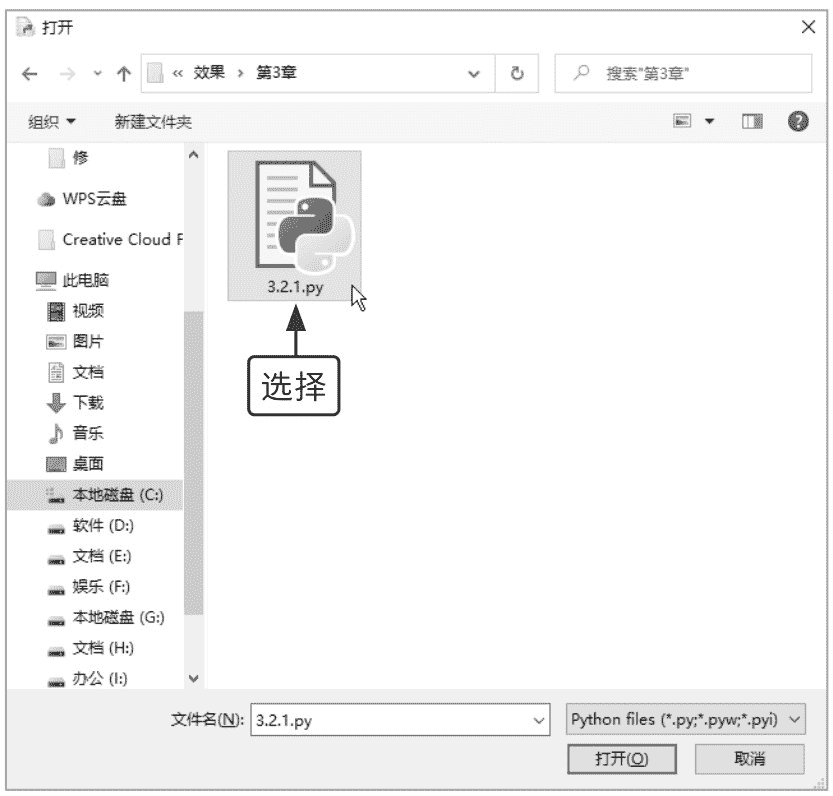 打开
« 效果 › 第3章
搜索"第3章"
组织
新建文件夹
修
WPS云盘
Creative Cloud F
此电脑
视频
图片
文档
下载
音乐
桌面
本地磁盘 (C:)
软件 (D:)
文档 (E:)
娱乐 (F:)
本地磁盘 (G:)
文档 (H:)
办公 (I:)
3.2.1.py
选择
文件名(N): 3.2.1.py
Python files (*.py;*.pyw;*.pyi)
打开(O)
取消